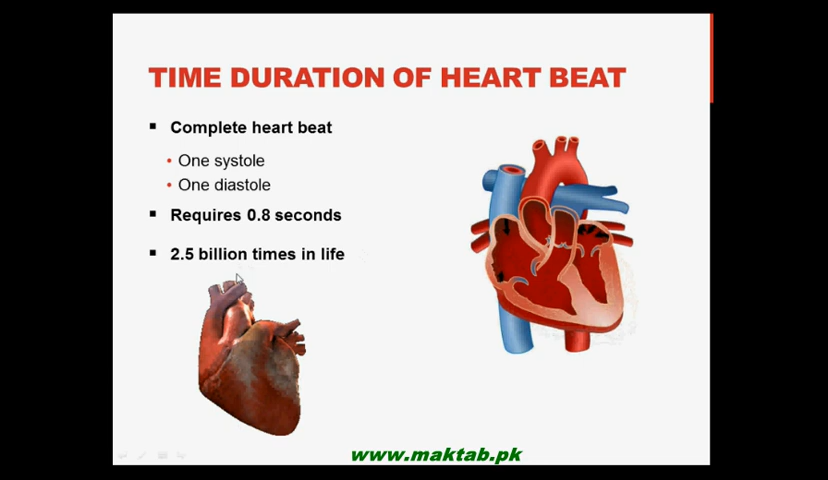 TIME DURATION OF HEART BEAT
▪ Complete heart beat
• One systole
• One diastole
▪ Requires 0.8 seconds
▪ 2.5 billion times in life
www.maktab.pk